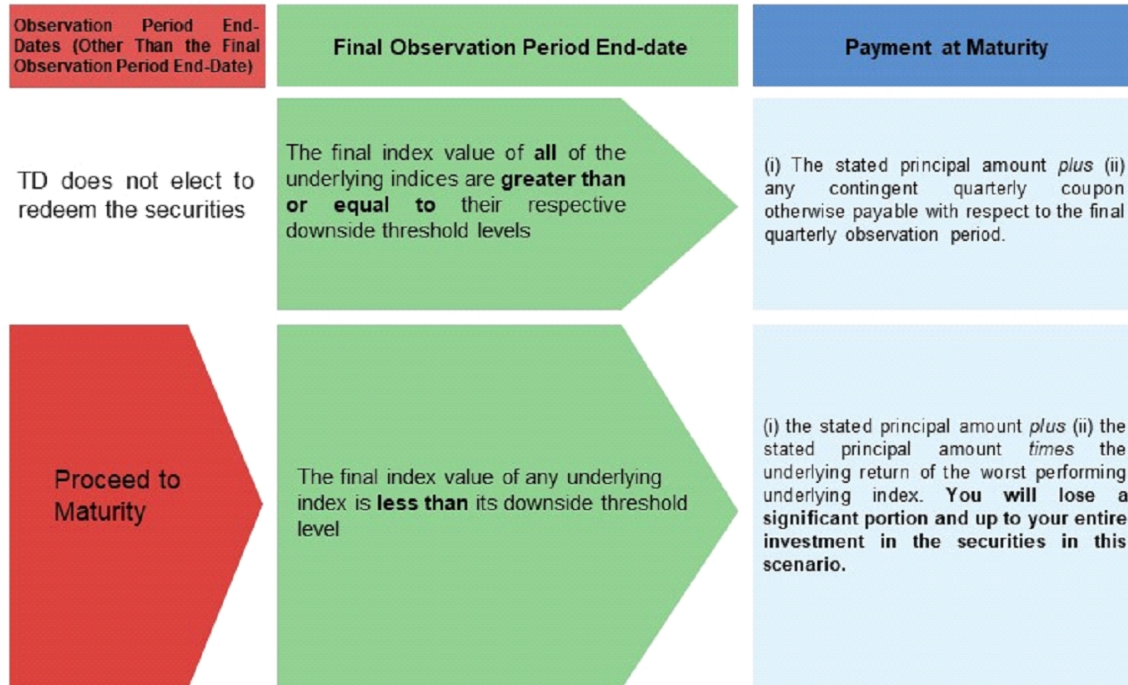 Observation Period End-
Dates (Other Than the Final
Observation Period End-Date)
Final Observation Period End-date
Payment at Maturity
TD does not elect to
redeem the securities
The final index value of all of the
underlying indices are greater than
or equal to their respective
downside threshold levels
(i) The stated principal amount plus (ii)
any contingent quarterly coupon
otherwise payable with respect to the final
quarterly observation period.
Proceed to
Maturity
The final index value of any underlying
index is less than its downside threshold
level
(i) the stated principal amount plus (ii) the
stated principal amount times the
underlying return of the worst performing
underlying index. You will lose a
significant portion and up to your entire
investment in the securities in this
scenario.